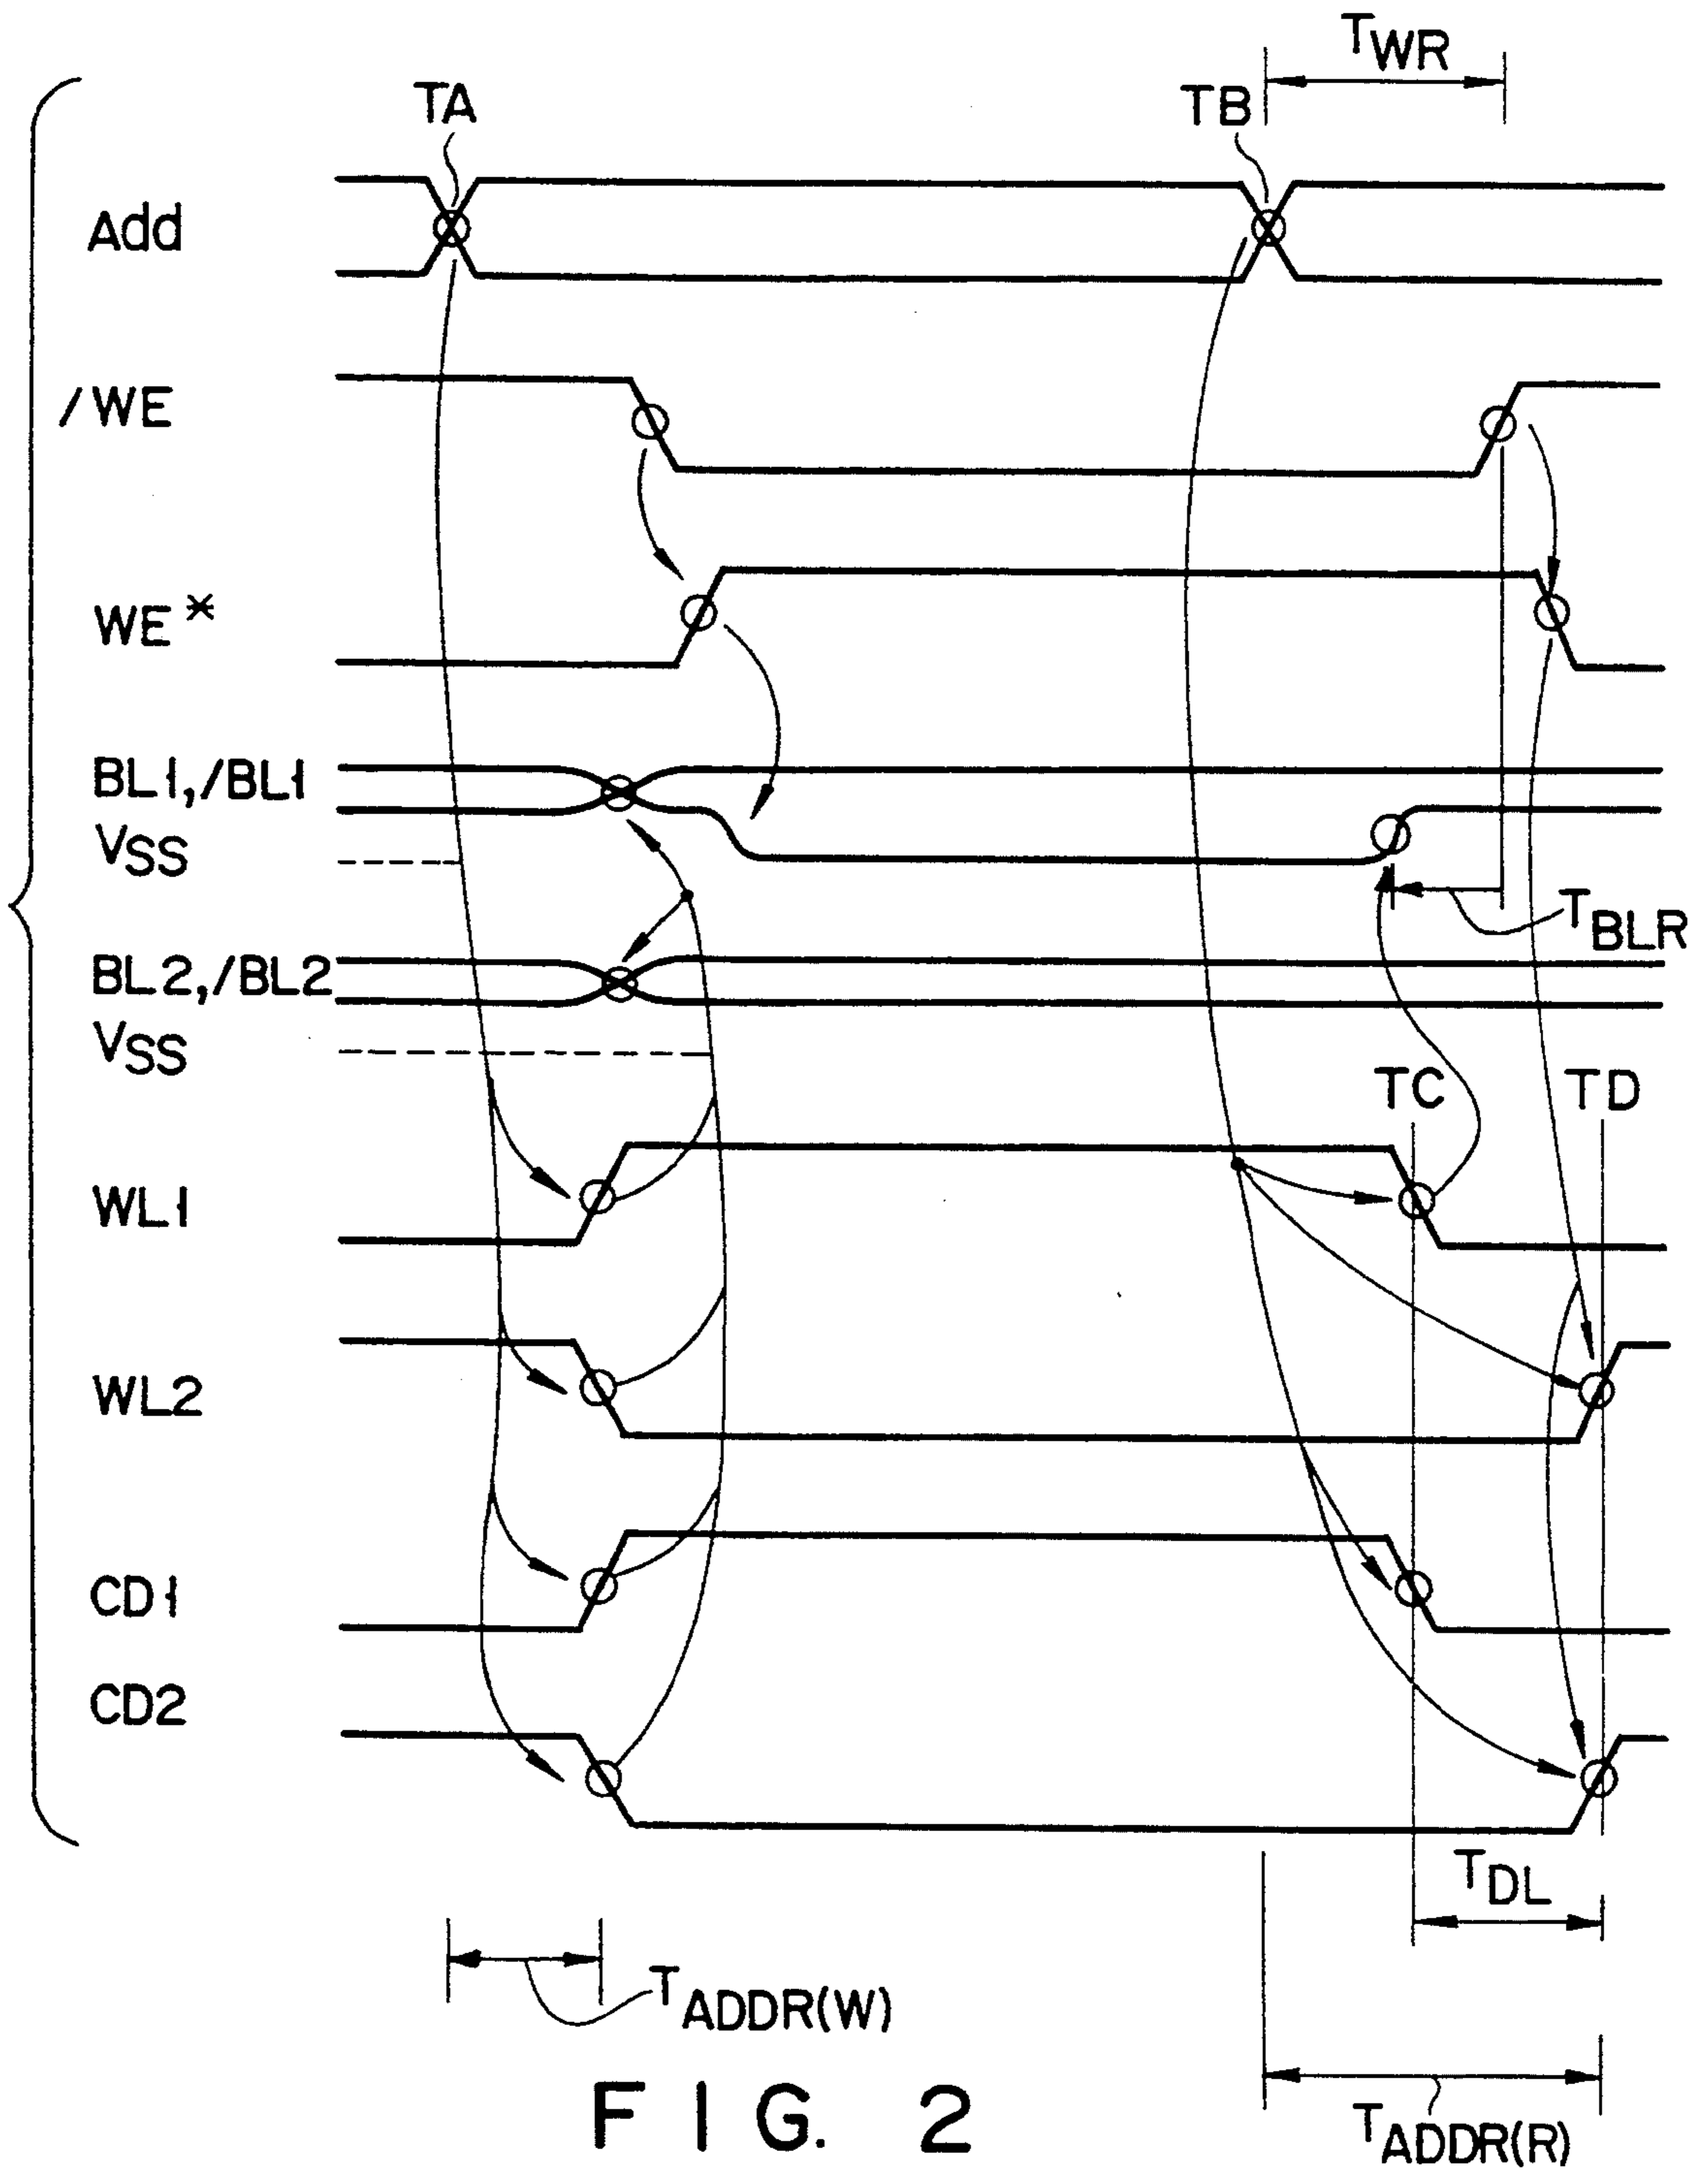 TWR
TA
TB
Add
/WE
WE*
BL1,/BL1
VSS
TBLR
BL2,/BL2
VSS
TC
TD
WL1
WL2
CD1
CD2
TDL
TADDR(W)
TADDR(R)
FIG. 2